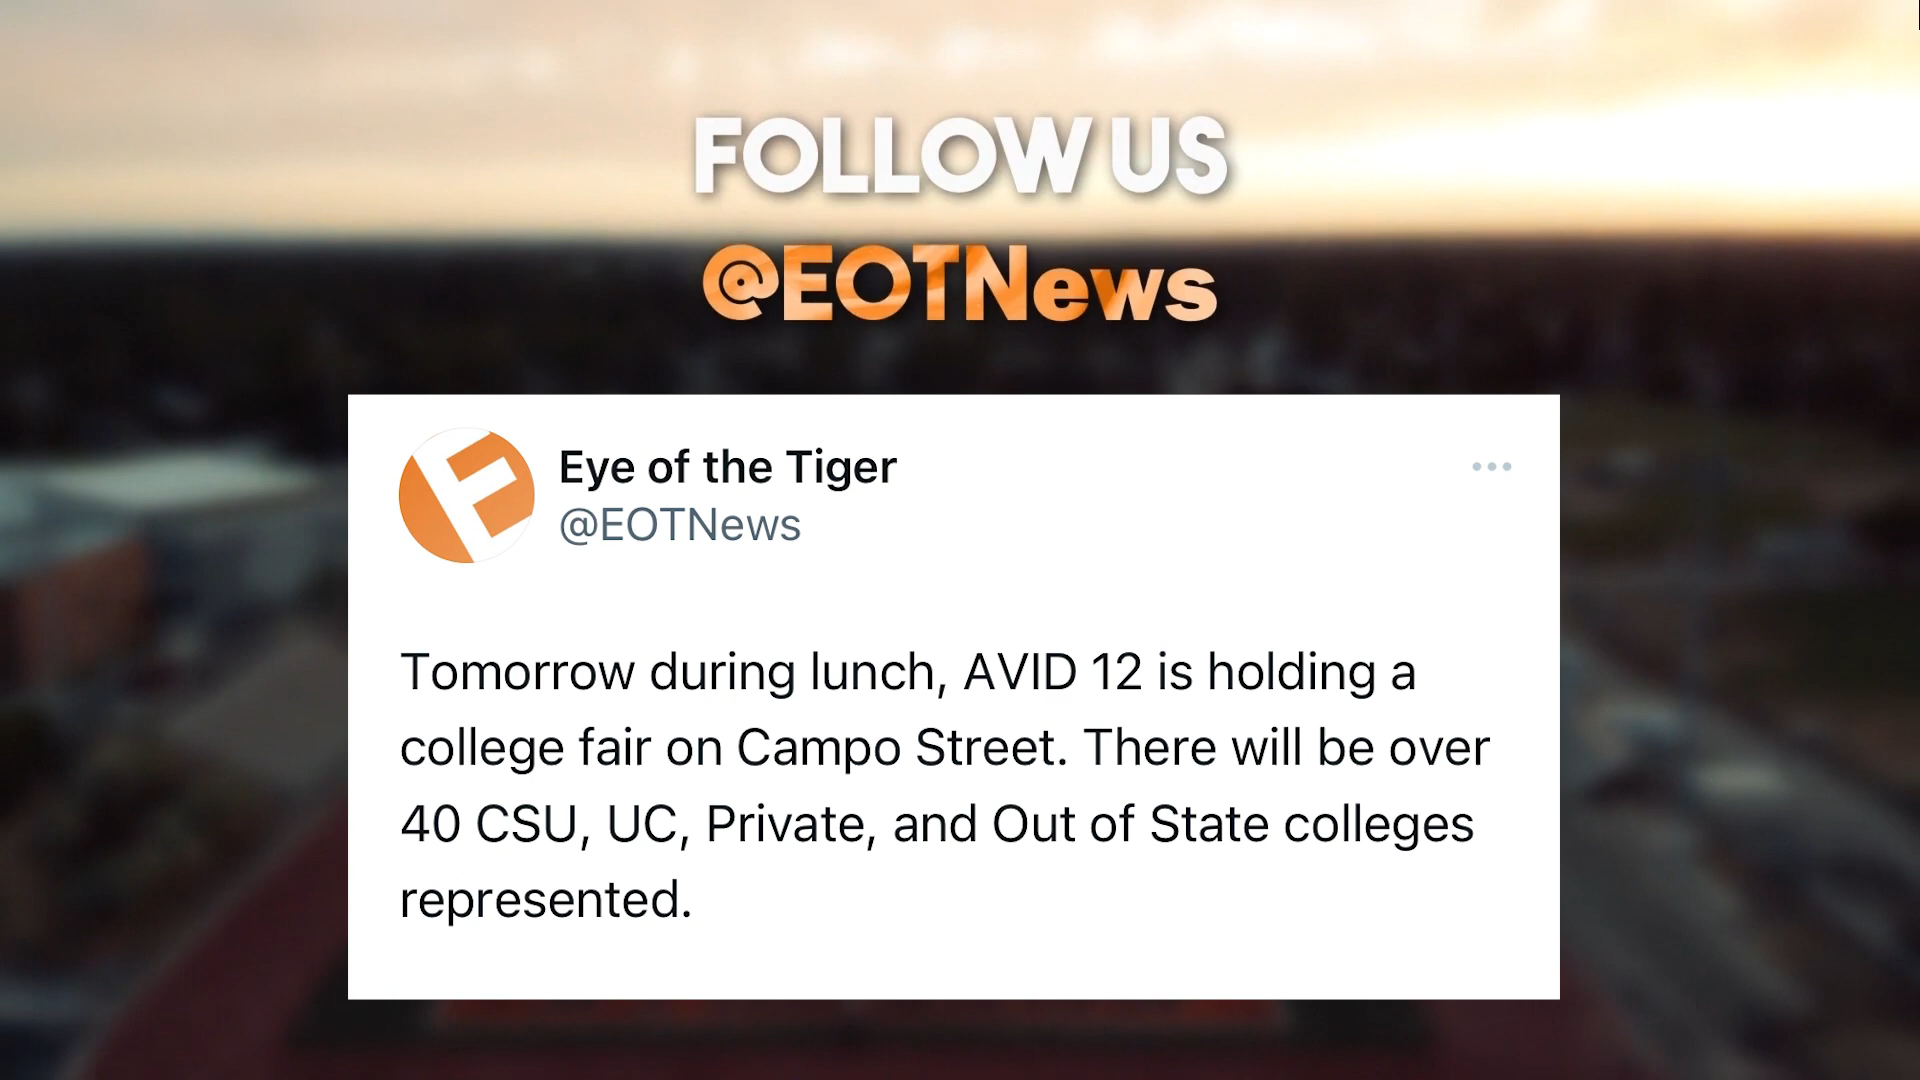 FOLLOW US
@EOTNews
Eye of the Tiger
@EOTNews
Tomorrow during lunch, AVID 12 is holding a
college fair on Campo Street. There will be over
40 CSU, UC, Private, and Out of State colleges
represented.